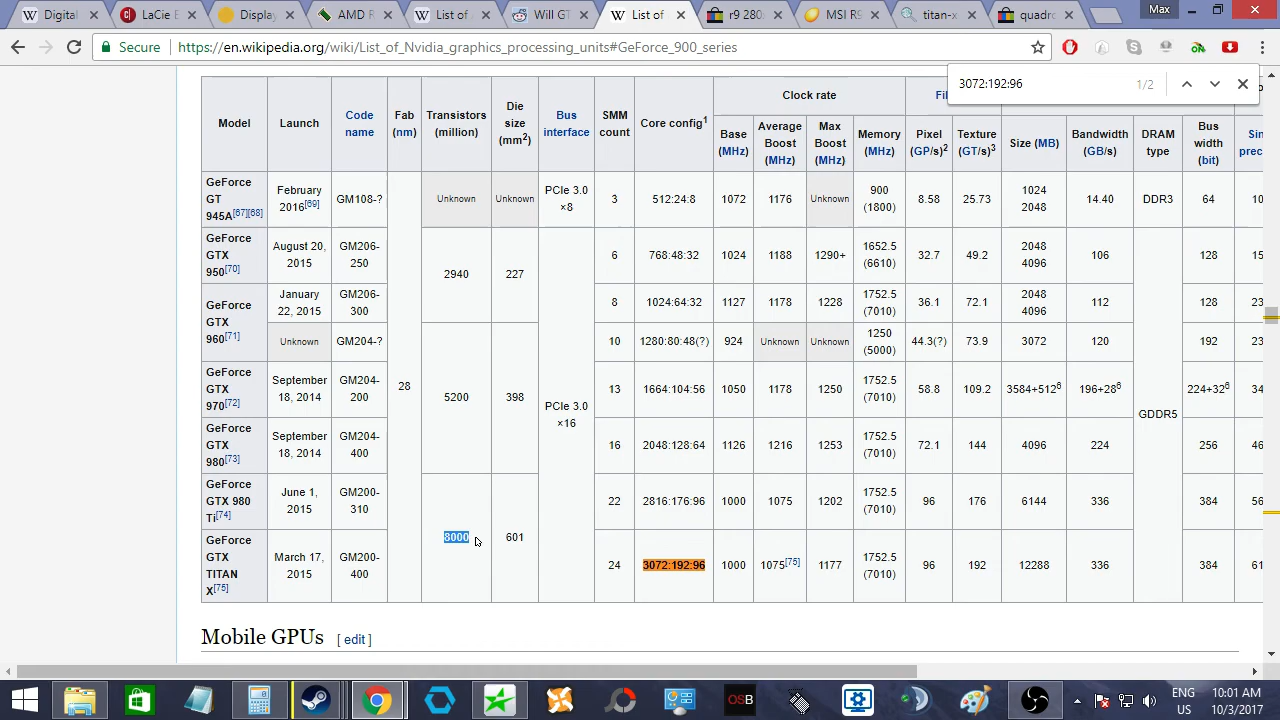 Digital
LaCie E
Display
AMD R
List of
Will GT
List of
r9 280
MSI R9
titan-x
quadro
Max
Secure
https://en.wikipedia.org/wiki/List_of_Nvidia_graphics_processing_units#GeForce_900_series
3072:192:96
1/2
Model
Launch
Code
name
Fab
(nm)
Transistors
(million)
Die
size
(mm2)
Bus
interface
SMM
count
Core config1
Clock rate
Base
(MHz)
Average
Boost
(MHz)
Max
Boost
(MHz)
Memory
(MHz)
Pixel
(GP/s)2
Texture
(GT/s)3
Size (MB)
Bandwidth
(GB/s)
DRAM
type
Bus
width
(bit)
GeForce
GT
945A[67][68]
February
2016[69]
GM108-?
28
Unknown
Unknown
PCIe 3.0
×8
3
512:24:8
1072
1176
Unknown
900
(1800)
8.58
25.73
1024
2048
14.40
DDR3
64
GeForce
GTX
950[70]
August 20,
2015
GM206-
250
2940
227
PCIe 3.0
×16
6
768:48:32
1024
1188
1290+
1652.5
(6610)
32.7
49.2
2048
4096
106
GDDR5
128
GeForce
GTX
960[71]
January
22, 2015
GM206-
300
8
1024:64:32
1127
1178
1228
1752.5
(7010)
36.1
72.1
2048
4096
112
128
Unknown
GM204-?
5200
398
10
1280:80:48(?)
924
Unknown
Unknown
1250
(5000)
44.3(?)
73.9
3072
120
192
GeForce
GTX
970[72]
September
18, 2014
GM204-
200
13
1664:104:56
1050
1178
1250
1752.5
(7010)
58.8
109.2
3584+5126
196+286
224+326
GeForce
GTX
980[73]
September
18, 2014
GM204-
400
16
2048:128:64
1126
1216
1253
1752.5
(7010)
72.1
144
4096
224
256
GeForce
GTX 980
Ti[74]
June 1,
2015
GM200-
310
8000
601
22
2816:176:96
1000
1075
1202
1752.5
(7010)
96
176
6144
336
384
GeForce
GTX
TITAN
X[75]
March 17,
2015
GM200-
400
24
3072:192:96
1000
1075[75]
1177
1752.5
(7010)
96
192
12288
336
384
Mobile GPUs [ edit ]
OSB
ENG
US
10:01 AM
10/3/2017